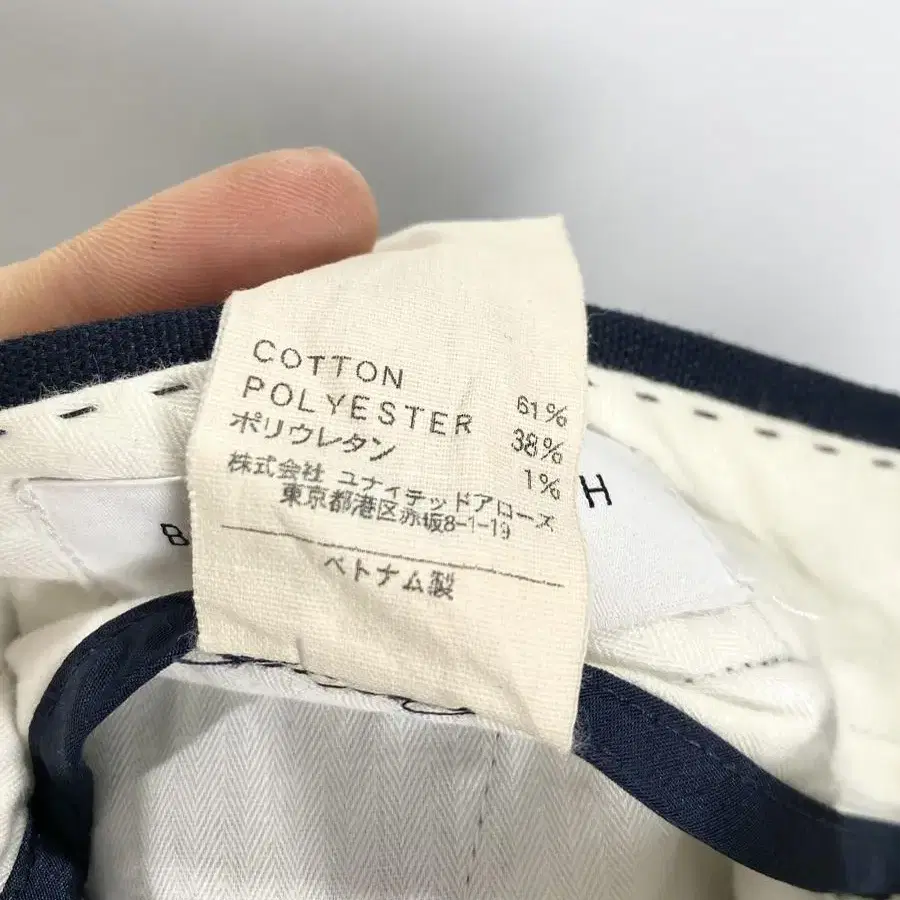 COTTON 61%
POLYESTER 38%
ポリウレタン 1%
株式会社 ユナイテッドアローズ
東京都港区赤坂8-1-19
ベトナム製
B
H